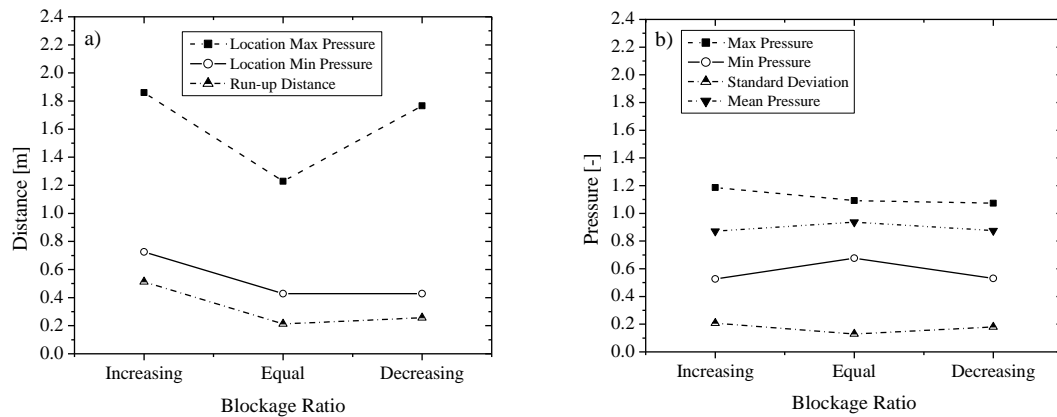 a)
Location Max Pressure
Location Min Pressure
Run-up Distance
2.4
2.2
2.0
1.8
1.6
1.4
1.2
1.0
0.8
0.6
0.4
0.2
0.0
Distance [m]
Increasing Equal Decreasing
Blockage Ratio
b)
Max Pressure
Min Pressure
Standard Deviation
Mean Pressure
2.4
2.2
2.0
1.8
1.6
1.4
1.2
1.0
0.8
0.6
0.4
0.2
0.0
Pressure [-]
Increasing Equal Decreasing
Blockage Ratio